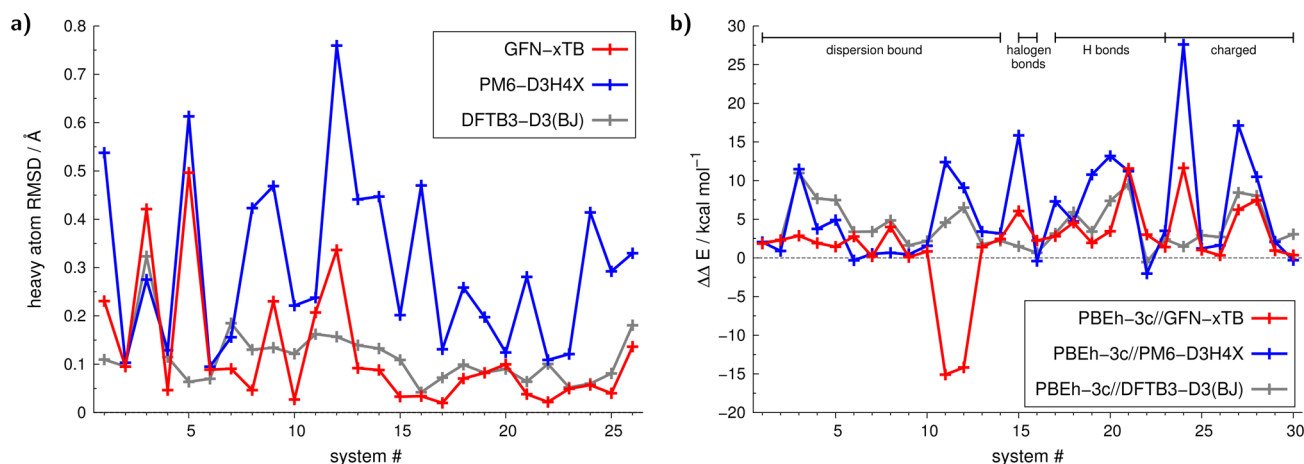 a)
heavy atom RMSD / Å
0.8
0.7
0.6
0.5
0.4
0.3
0.2
0.1
0
GFN−xTB
PM6−D3H4X
DFTB3−D3(BJ)
5 10 15 20 25
system #
b)
ΔΔ E / kcal mol−1
30
25
20
15
10
5
0
−5
−10
−15
−20
dispersion bound
halogen
bonds
H bonds
charged
PBEh−3c//GFN−xTB
PBEh−3c//PM6−D3H4X
PBEh−3c//DFTB3−D3(BJ)
5 10 15 20 25 30
system #